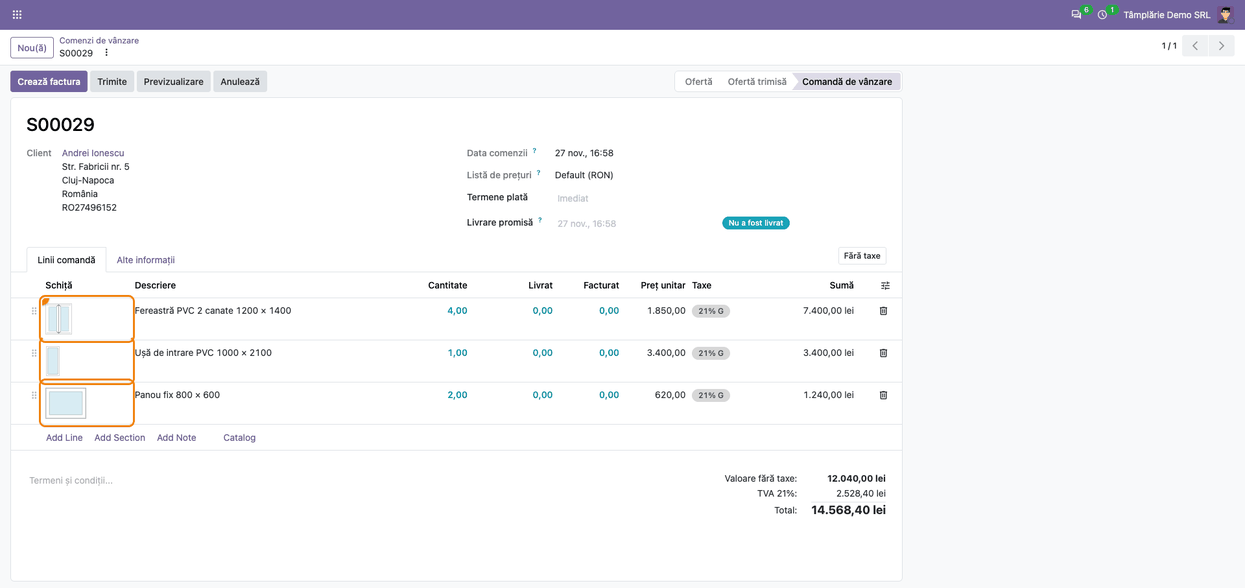 6 1 Tâmplărie Demo SRL
Nou(ă) Comenzi de vânzare
S00029
1 / 1
Crează factura Trimite Previzualizare Anulează Ofertă Ofertă trimisă Comandă de vânzare
S00029
Client Andrei Ionescu
Str. Fabricii nr. 5
Cluj-Napoca
România
RO27496152
Data comenzii ? 27 nov., 16:58
Listă de prețuri ? Default (RON)
Termene plată Imediat
Livrare promisă ? 27 nov., 16:58 Nu a fost livrat
Linii comandă Alte informații Fără taxe
Schiță Descriere Cantitate Livrat Facturat Preț unitar Taxe Sumă
Fereastră PVC 2 canate 1200 × 1400 4,00 0,00 0,00 1.850,00 21% G 7.400,00 lei
Ușă de intrare PVC 1000 × 2100 1,00 0,00 0,00 3.400,00 21% G 3.400,00 lei
Panou fix 800 × 600 2,00 0,00 0,00 620,00 21% G 1.240,00 lei
Add Line Add Section Add Note Catalog
Termeni și condiții...
Valoare fără taxe: 12.040,00 lei
TVA 21%: 2.528,40 lei
Total: 14.568,40 lei